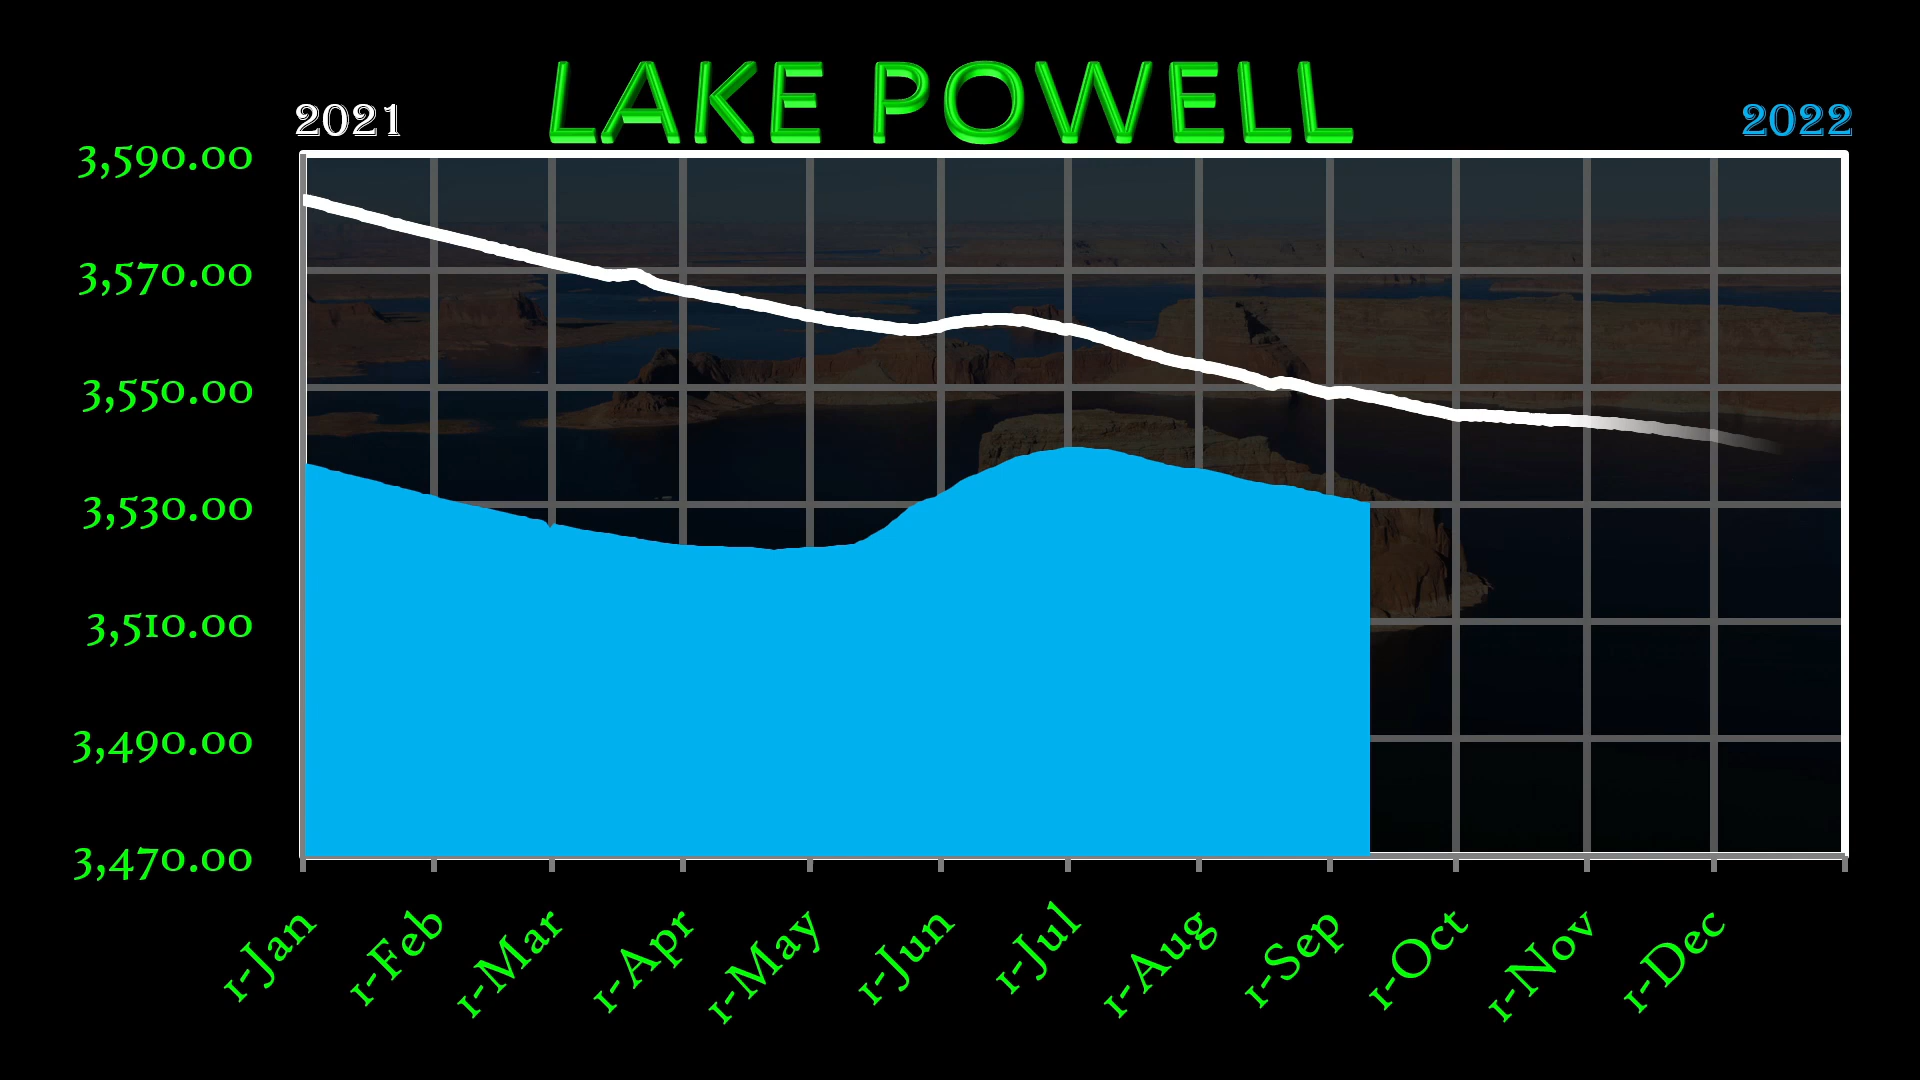 LAKE POWELL
2021
2022
3,590.00
3,570.00
3,550.00
3,530.00
3,510.00
3,490.00
3,470.00
1-Jan
1-Feb
1-Mar
1-Apr
1-May
1-Jun
1-Jul
1-Aug
1-Sep
1-Oct
1-Nov
1-Dec